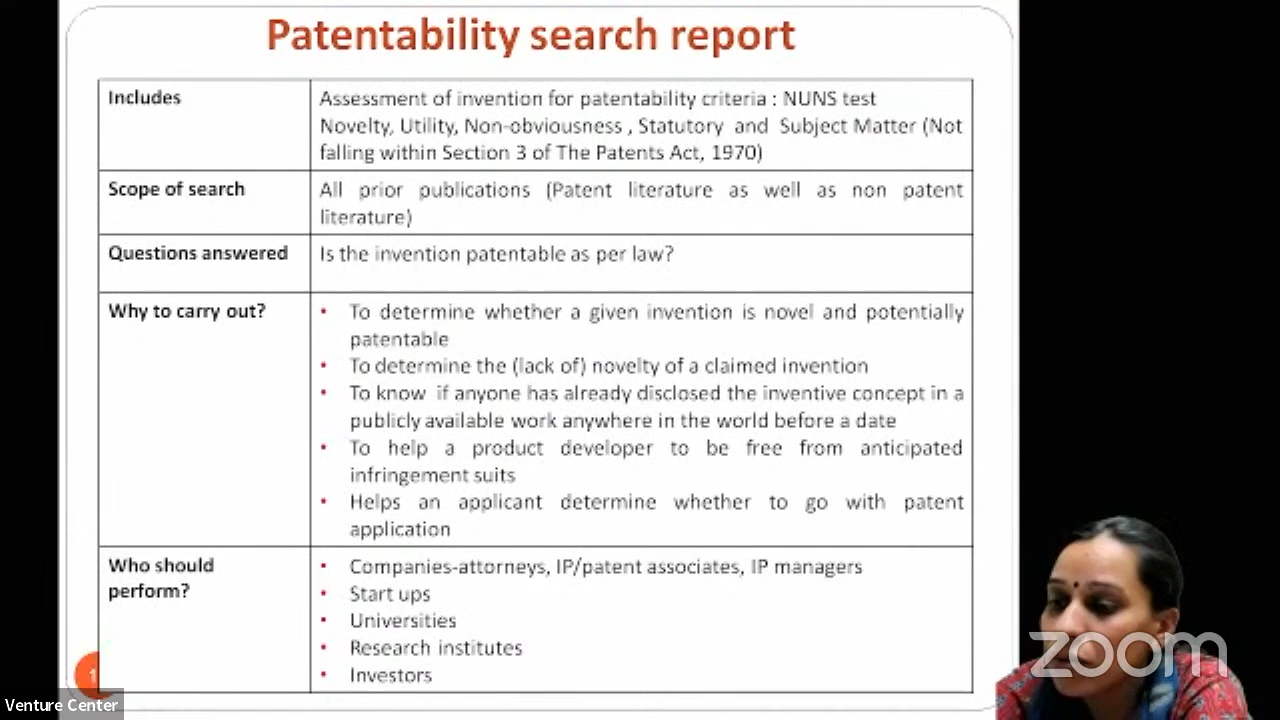 Patentability search report
Includes
Assessment of invention for patentability criteria : NUNS test
Novelty, Utility, Non-obviousness , Statutory and Subject Matter (Not
falling within Section 3 of The Patents Act, 1970)
Scope of search
All prior publications (Patent literature as well as non patent
literature)
Questions answered
Is the invention patentable as per law?
Why to carry out?
• To determine whether a given invention is novel and potentially
patentable
• To determine the (lack of) novelty of a claimed invention
• To know if anyone has already disclosed the inventive concept in a
publicly available work anywhere in the world before a date
• To help a product developer to be free from anticipated
infringement suits
• Helps an applicant determine whether to go with patent
application
Who should
perform?
• Companies-attorneys, IP/patent associates, IP managers
• Start ups
• Universities
• Research institutes
• Investors
zoom
Venture Center